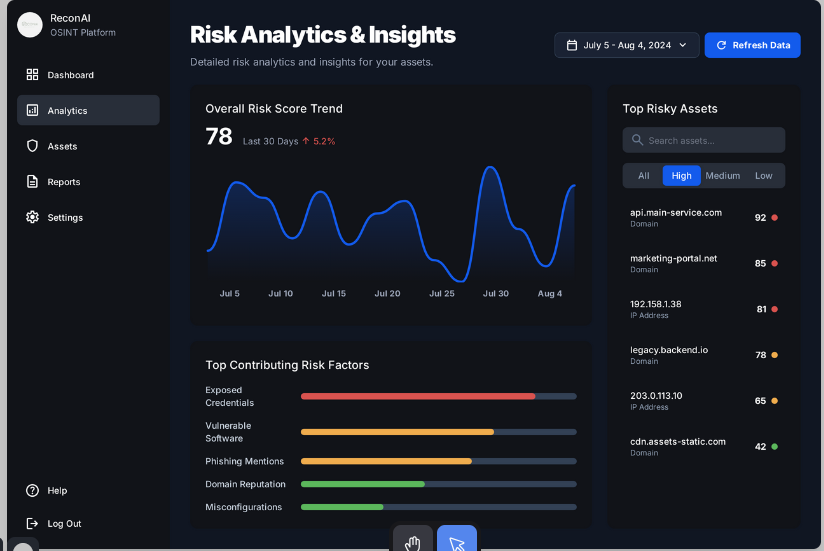 ReconAI
OSINT Platform
Dashboard
Analytics
Assets
Reports
Settings
Help
Log Out
Risk Analytics & Insights
Detailed risk analytics and insights for your assets.
July 5 - Aug 4, 2024
Refresh Data
Overall Risk Score Trend
78 Last 30 Days ↑ 5.2%
Jul 5 Jul 10 Jul 15 Jul 20 Jul 25 Jul 30 Aug 4
Top Contributing Risk Factors
Exposed
Credentials
Vulnerable
Software
Phishing Mentions
Domain Reputation
Misconfigurations
Top Risky Assets
Search assets...
All High Medium Low
api.main-service.com 92
Domain
marketing-portal.net 85
Domain
192.158.1.38 81
IP Address
legacy.backend.io 78
Domain
203.0.113.10 65
IP Address
cdn.assets-static.com 42
Domain